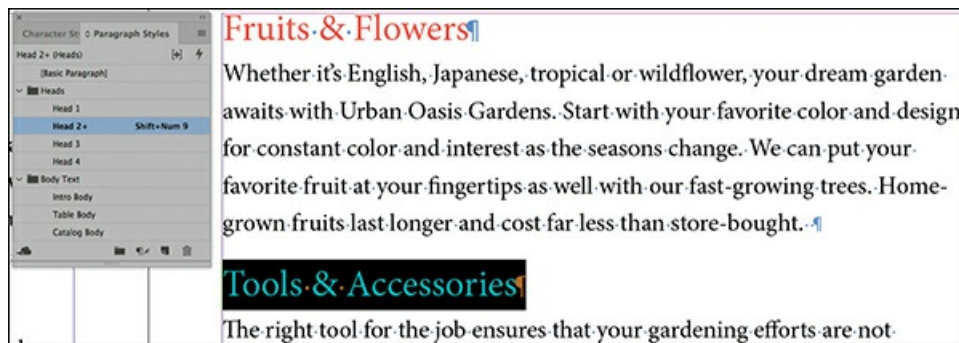 Character St
Paragraph Styles
Head 2+ (Heads)
[Basic Paragraph]
Heads
Head 1
Head 2+ Shift+Num 9
Head 3
Head 4
Body Text
Intro Body
Table Body
Catalog Body
Fruits & Flowers¶
Whether it's English, Japanese, tropical or wildflower, your dream garden
awaits with Urban Oasis Gardens. Start with your favorite color and design
for constant color and interest as the seasons change. We can put your
favorite fruit at your fingertips as well with our fast-growing trees. Home-
grown fruits last longer and cost far less than store-bought. ¶
Tools & Accessories¶
The right tool for the job ensures that your gardening efforts are not